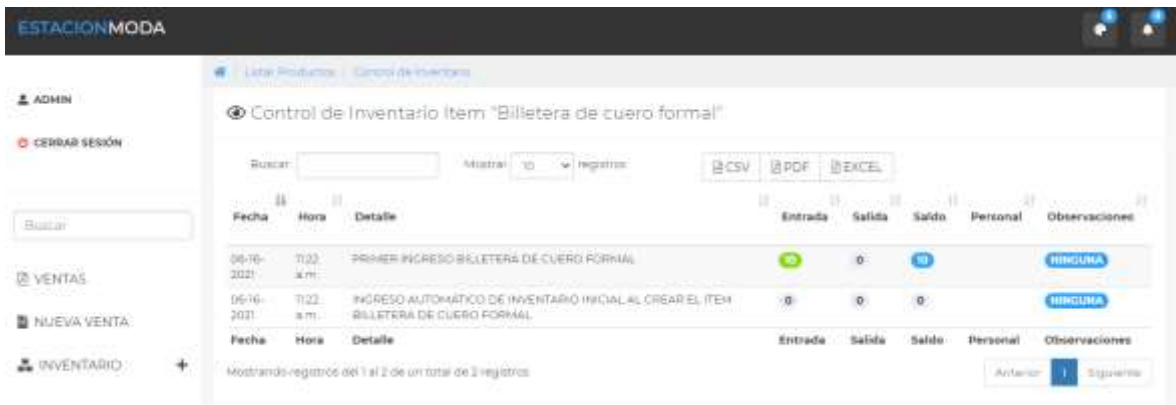 ESTACIONMODA
Listar Productos / Control de Inventario
ADMIN
CERRAR SESIÓN
Buscar
VENTAS
NUEVA VENTA
INVENTARIO +
Control de Inventario Item "Billetera de cuero formal"
Buscar: Mostrar 10 registros CSV PDF EXCEL
Fecha Hora Detalle Entrada Salida Saldo Personal Observaciones
06-16-2021 11:22 a.m. PRIMER INGRESO BILLETERA DE CUERO FORMAL 10 0 10 NINGUNA
06-16-2021 11:22 a.m. INGRESO AUTOMÁTICO DE INVENTARIO INICIAL AL CREAR EL ITEM
BILLETERA DE CUERO FORMAL 0 0 0 NINGUNA
Fecha Hora Detalle Entrada Salida Saldo Personal Observaciones
Mostrando registros del 1 al 2 de un total de 2 registros
Anterior 1 Siguiente